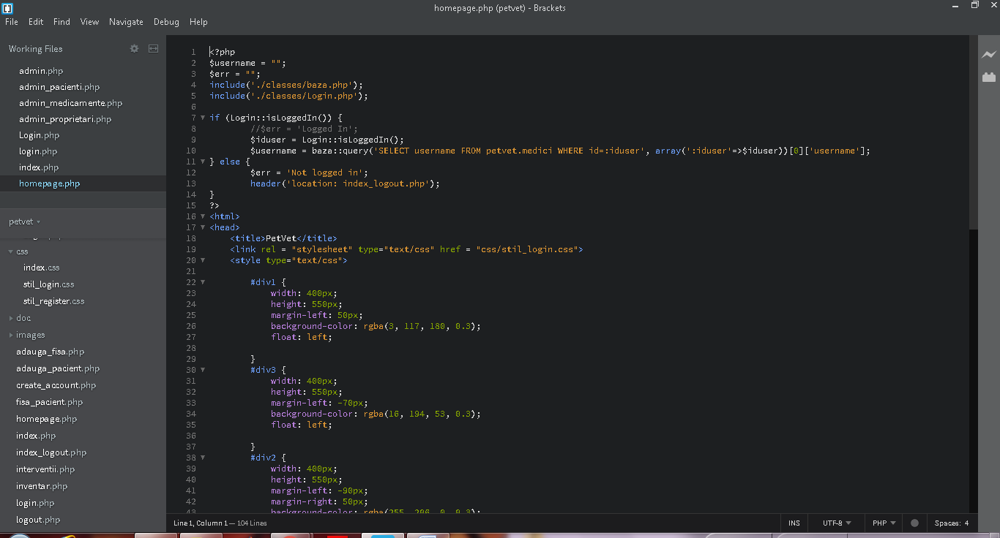 homepage.php (petvet) - Brackets
File Edit Find View Navigate Debug Help
Working Files
admin.php
admin_pacienti.php
admin_medicamente.php
admin_proprietari.php
Login.php
login.php
index.php
homepage.php
petvet
css
index.css
stil_login.css
stil_register.css
doc
images
adauga_fisa.php
adauga_pacient.php
create_account.php
fisa_pacient.php
homepage.php
index.php
index_logout.php
interventii.php
inventar.php
login.php
logout.php
1 <?php
2 $username = "";
3 $err = "";
4 include('./classes/baza.php');
5 include('./classes/Login.php');
6
7 if (Login::isLoggedIn()) {
8 //$err = 'Logged In';
9 $iduser = Login::isLoggedIn();
10 $username = baza::query('SELECT username FROM petvet.medici WHERE id=:iduser', array(':iduser'=>$iduser))[0]['username'];
11 } else {
12 $err = 'Not logged in';
13 header('location: index_logout.php');
14 }
15 ?>
16 <html>
17 <head>
18 <title>PetVet</title>
19 <link rel = "stylesheet" type="text/css" href = "css/stil_login.css">
20 <style type="text/css">
21
22 #div1 {
23 width: 400px;
24 height: 550px;
25 margin-left: 50px;
26 background-color: rgba(3, 117, 180, 0.3);
27 float: left;
28
29 }
30 #div3 {
31 width: 400px;
32 height: 550px;
33 margin-left: -70px;
34 background-color: rgba(16, 194, 53, 0.3);
35 float: left;
36
37 }
38 #div2 {
39 width: 400px;
40 height: 550px;
41 margin-left: -90px;
42 margin-right: 50px;
43 background-color: rgba(255, 206, 0, 0.3);
Line 1, Column 1 — 104 Lines
INS UTF-8 PHP Spaces: 4